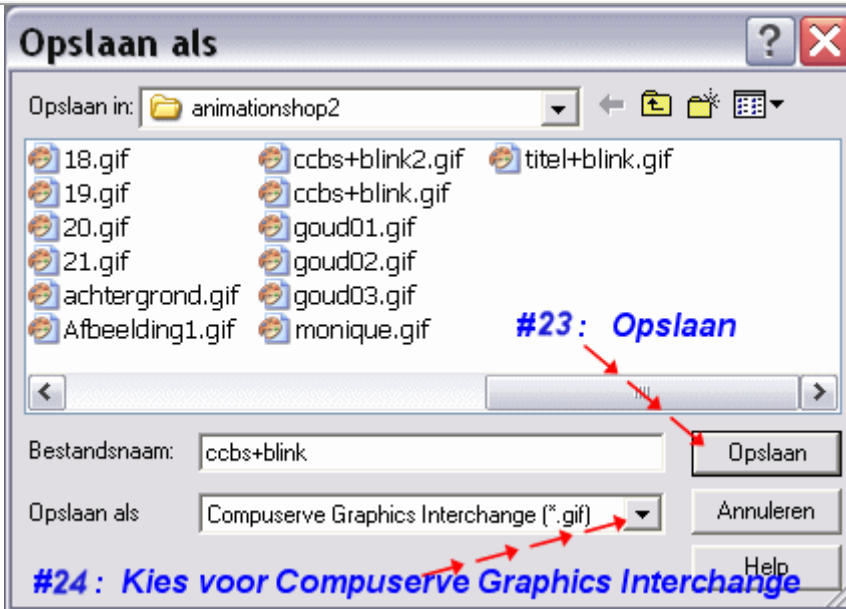 Opslaan als
Opslaan in: animationshop2
18.gif ccbs+blink2.gif titel+blink.gif
19.gif ccbs+blink.gif
20.gif goud01.gif
21.gif goud02.gif
achtergrond.gif goud03.gif
Afbeelding1.gif monique.gif
#23 : Opslaan
Bestandsnaam: ccbs+blink Opslaan
Opslaan als Compuserve Graphics Interchange (*.gif) Annuleren
Help
#24 : Kies voor Compuserve Graphics Interchange